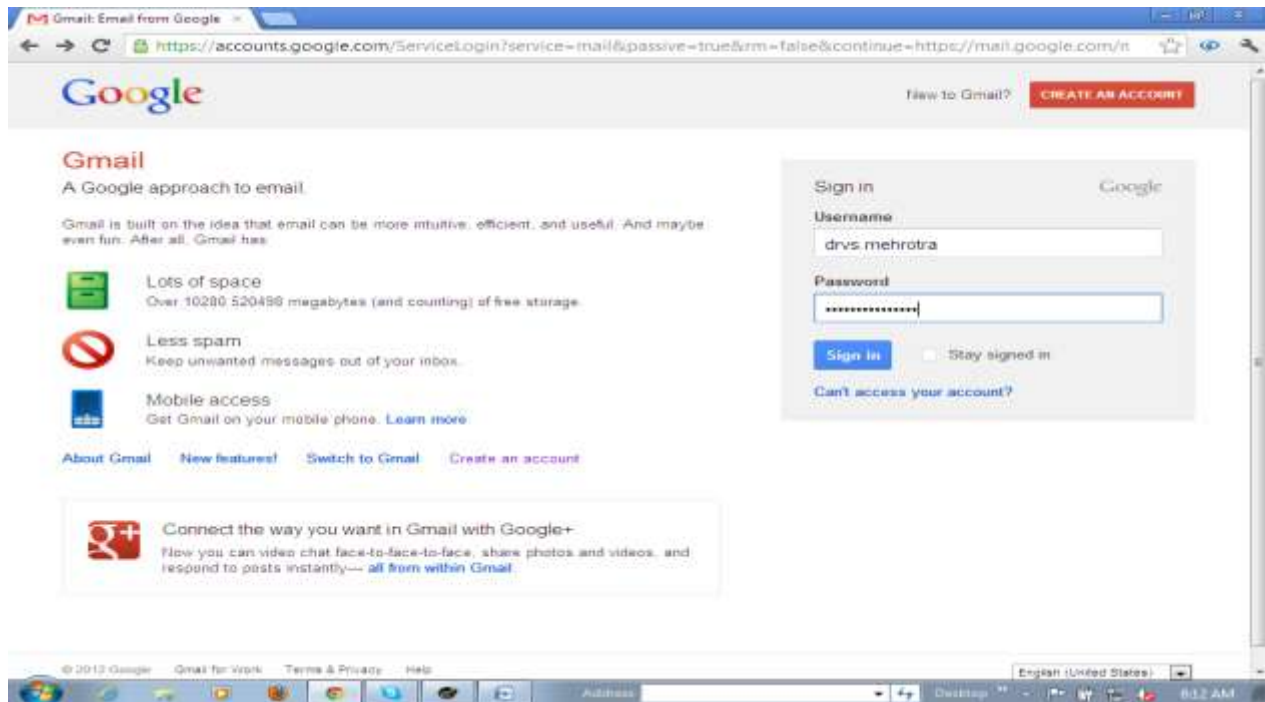 Gmail: Email from Google
https://accounts.google.com/ServiceLogin?service=mail&passive=true&rm=false&continue=https://mail.google.com/m
Google
New to Gmail? CREATE AN ACCOUNT
Gmail
A Google approach to email.
Gmail is built on the idea that email can be more intuitive, efficient, and useful. And maybe
even fun. After all, Gmail has:
Lots of space
Over 10280.520498 megabytes (and counting) of free storage.
Less spam
Keep unwanted messages out of your inbox.
Mobile access
Get Gmail on your mobile phone. Learn more
About Gmail New features! Switch to Gmail Create an account
Connect the way you want in Gmail with Google+
Now you can video chat face-to-face-to-face, share photos and videos, and
respond to posts instantly— all from within Gmail.
Sign in Google
Username
drvs mehrotra
Password
••••••••••••••••
Sign in Stay signed in
Can't access your account?
Google Gmail for Work Terms & Privacy Help
English (United States)
Address
Desktop
8:12 AM